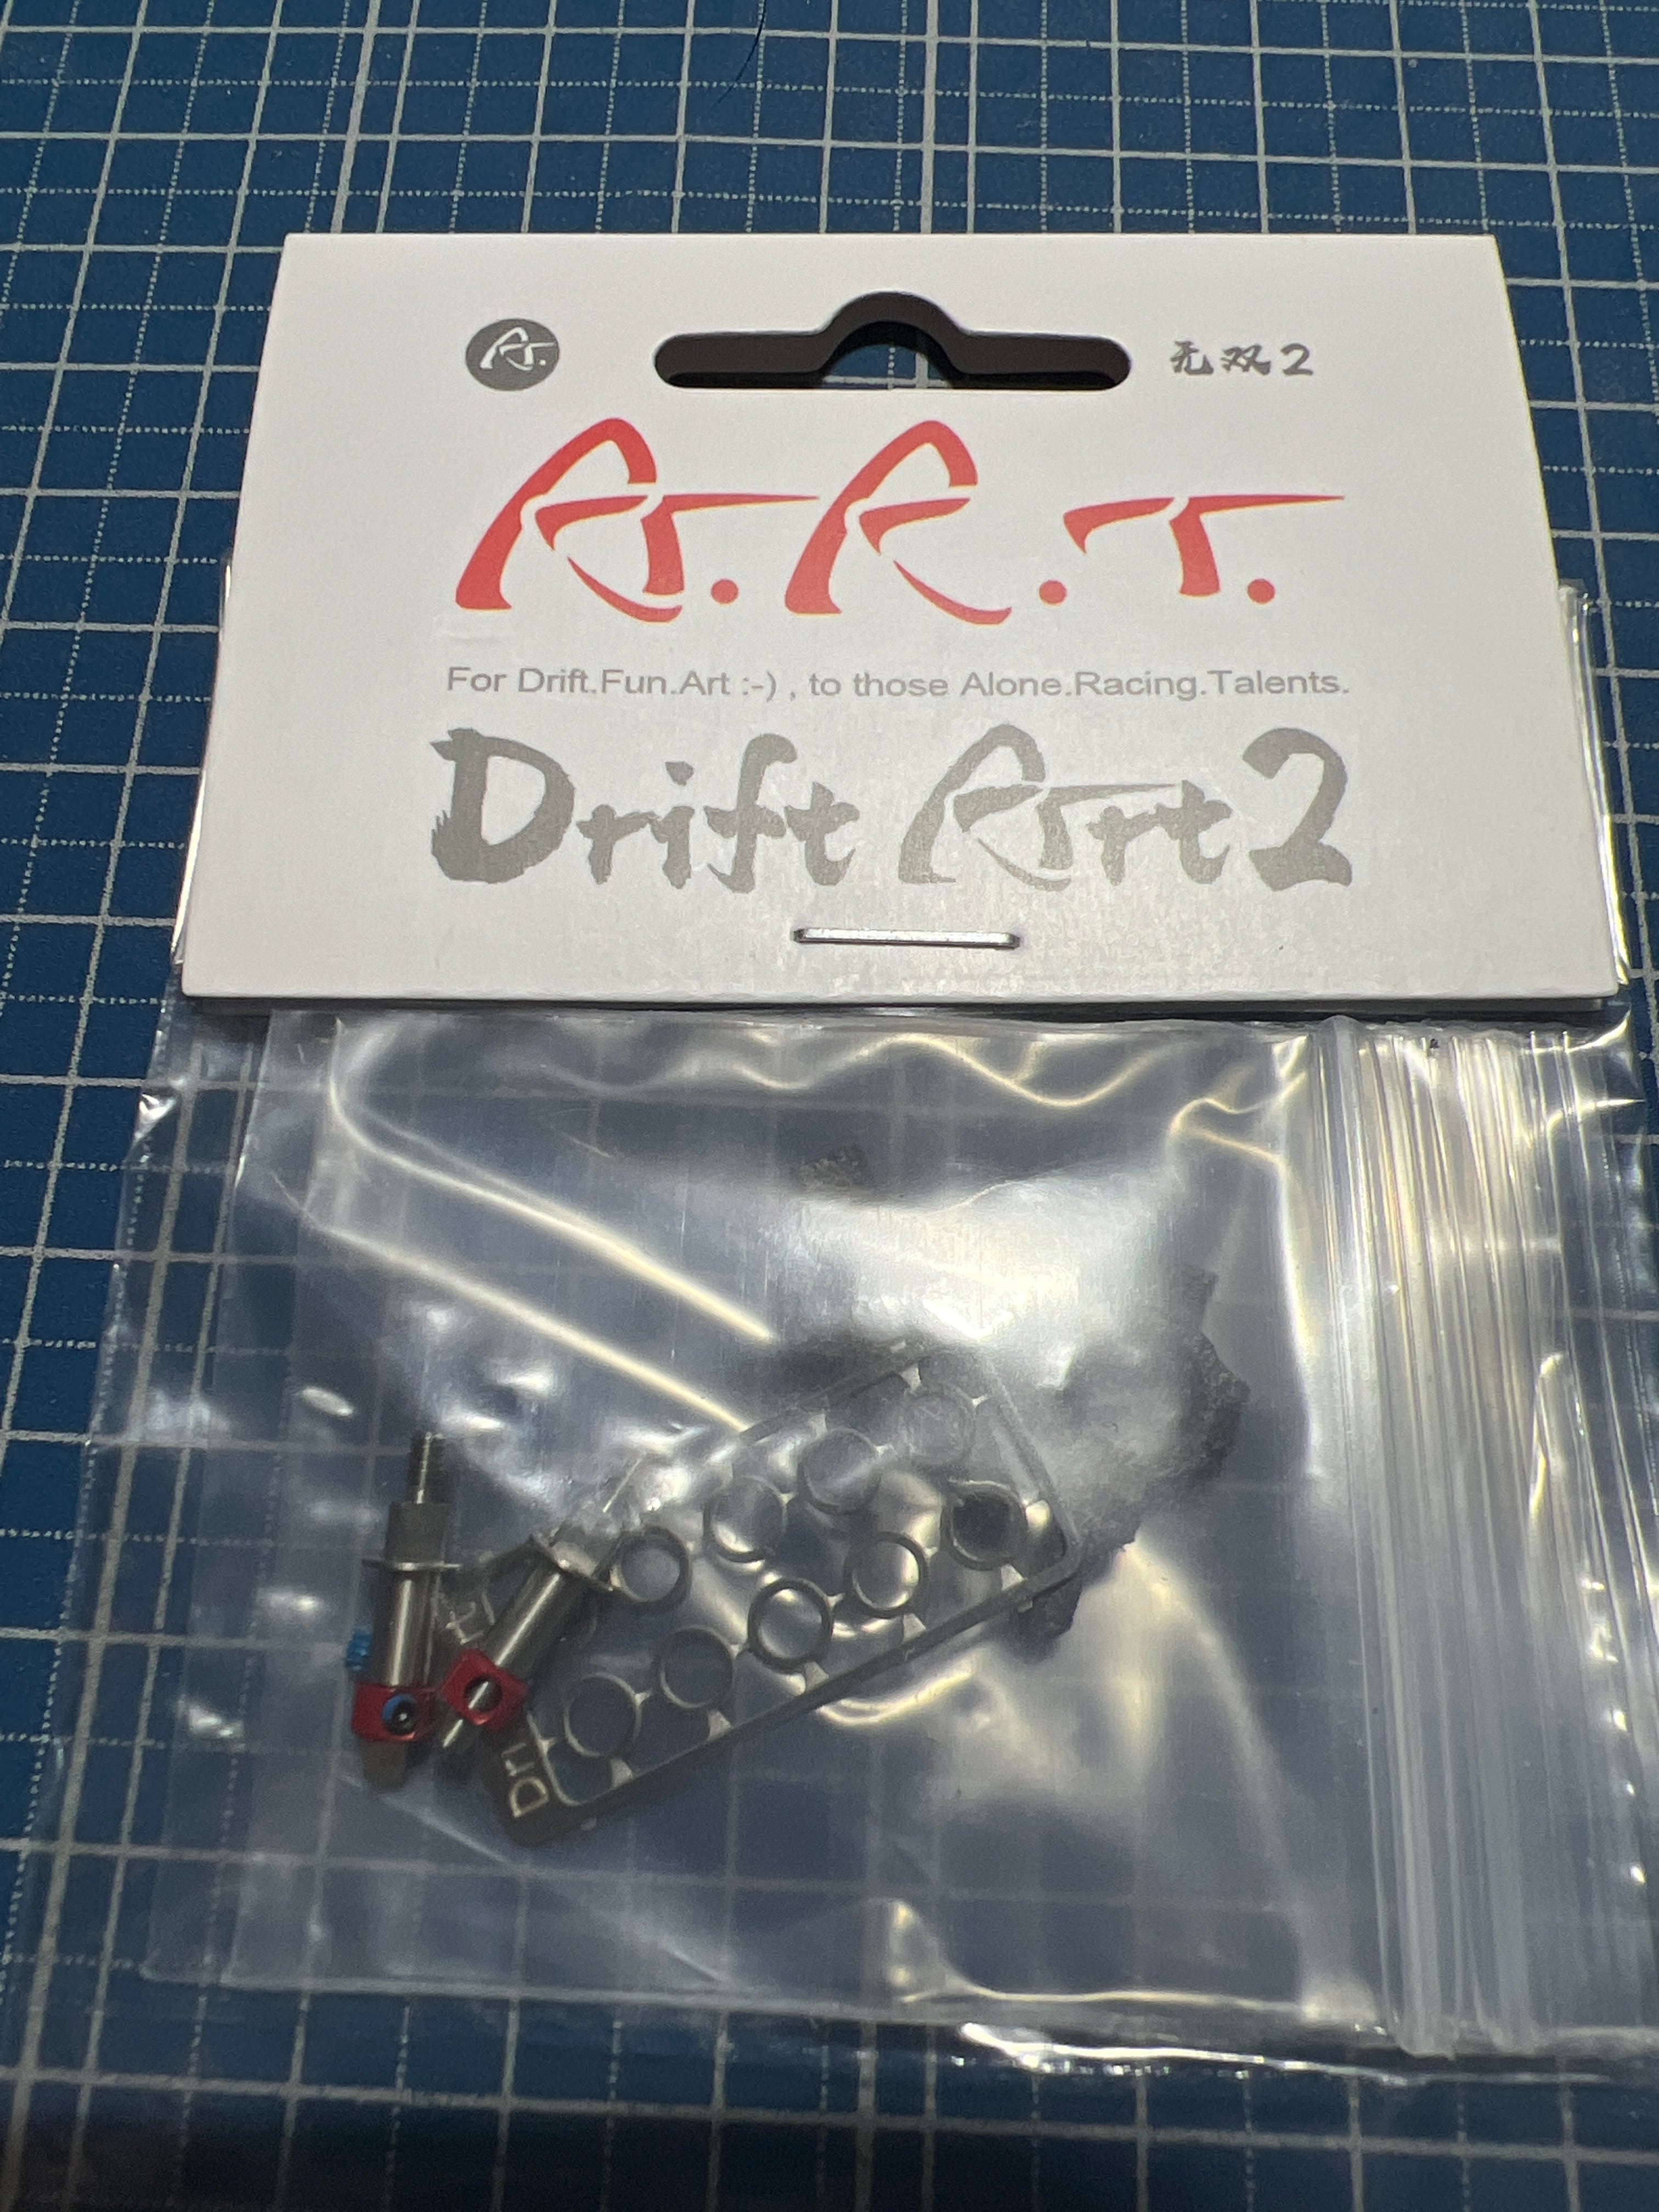 A. 无双2
A.R.T.
For Drift.Fun.Art :-) , to those Alone.Racing.Talents.
Drift Art2